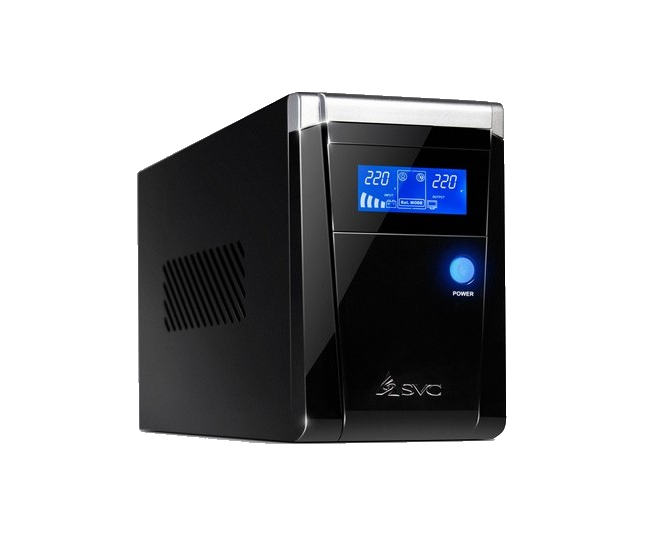 220 220
INPUT OUTPUT
Bat. MODE
POWER
SVC